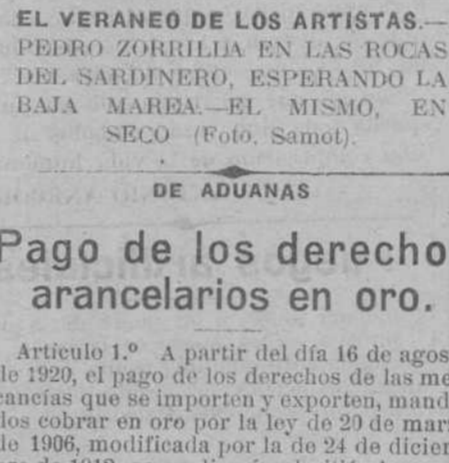 EL VERANEO DE LOS ARTISTAS.—
PEDRO ZORRILLA EN LAS ROCAS
DEL SARDINERO, ESPERANDO LA
BAJA MAREA.—EL MISMO, EN
SECO (Foto. Samot).
DE ADUANAS
Pago de los derecho
arancelarios en oro.
Artículo 1.º A partir del día 16 de agos
de 1920, el pago de los derechos de las me
cancías que se importen y exporten, mand
dos cobrar en oro por la ley de 20 de mar
de 1906, modificada por la de 24 de dicien